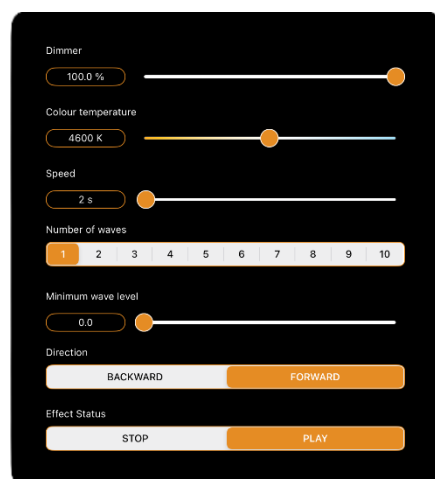 Dimmer
100.0 %
Colour temperature
4600 K
Speed
2 s
Number of waves
1 2 3 4 5 6 7 8 9 10
Minimum wave level
0.0
Direction
BACKWARD FORWARD
Effect Status
STOP PLAY